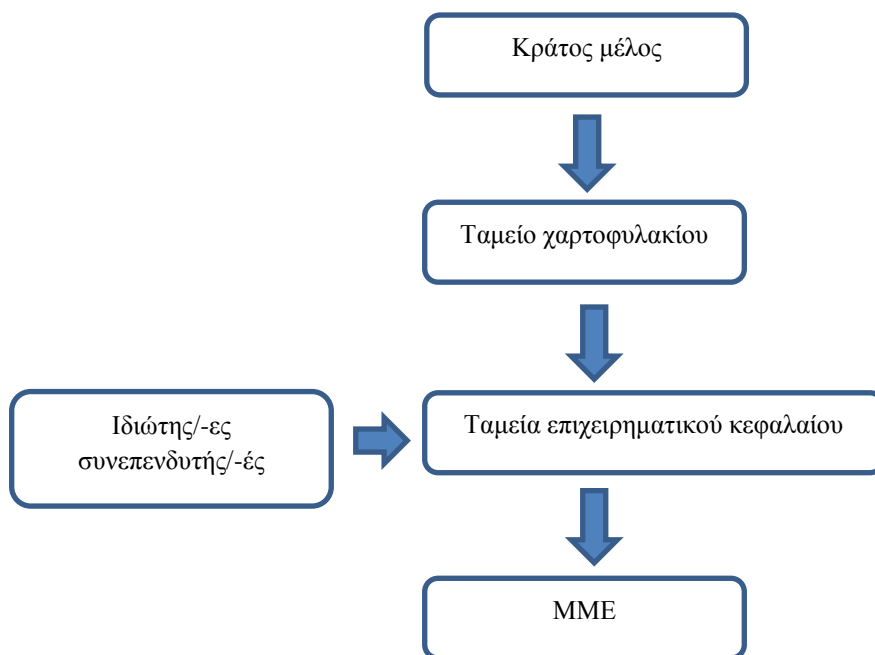 Κράτος μέλος
Ταμείο χαρτοφυλακίου
Ιδιώτης/-ες
συνεπενδυτής/-ές
Ταμεία επιχειρηματικού κεφαλαίου
ΜΜΕ